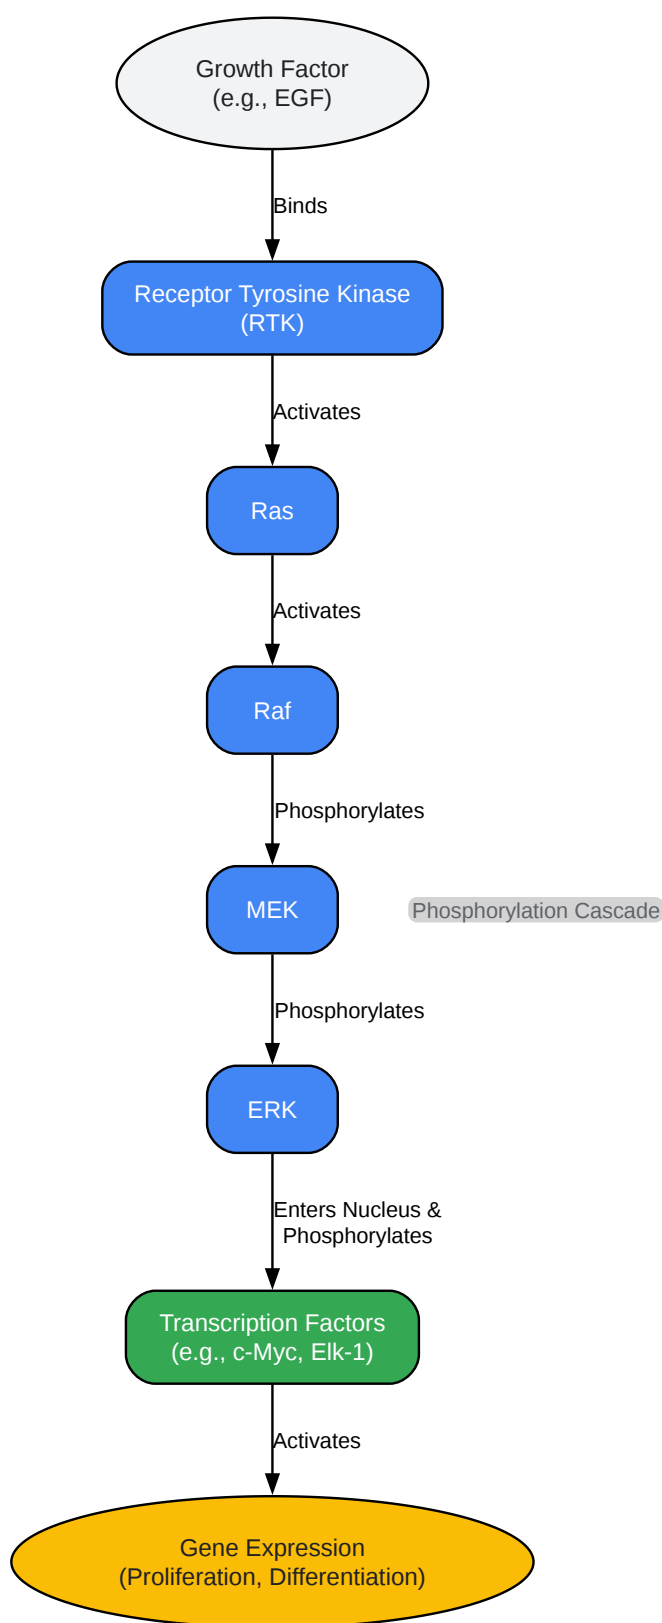 Growth Factor
(e.g., EGF)
Binds
Receptor Tyrosine Kinase
(RTK)
Activates
Ras
Activates
Raf
Phosphorylates
MEK
Phosphorylation Cascade
Phosphorylates
ERK
Enters Nucleus &
Phosphorylates
Transcription Factors
(e.g., c-Myc, Elk-1)
Activates
Gene Expression
(Proliferation, Differentiation)